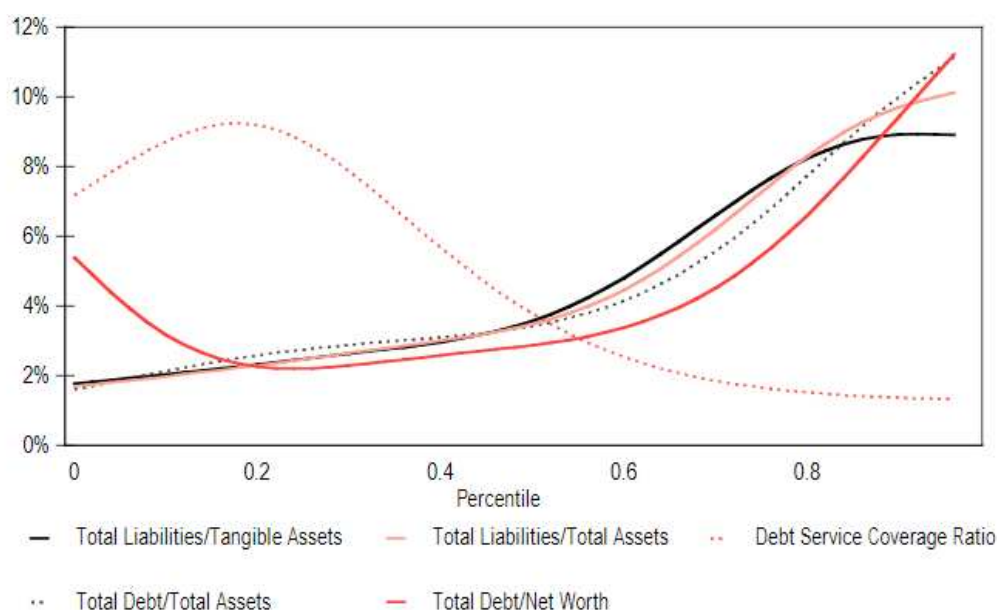 12%
10%
8%
6%
4%
2%
0%
0 0.2 0.4 0.6 0.8
Percentile
Total Liabilities/Tangible Assets Total Liabilities/Total Assets Debt Service Coverage Ratio
Total Debt/Total Assets Total Debt/Net Worth